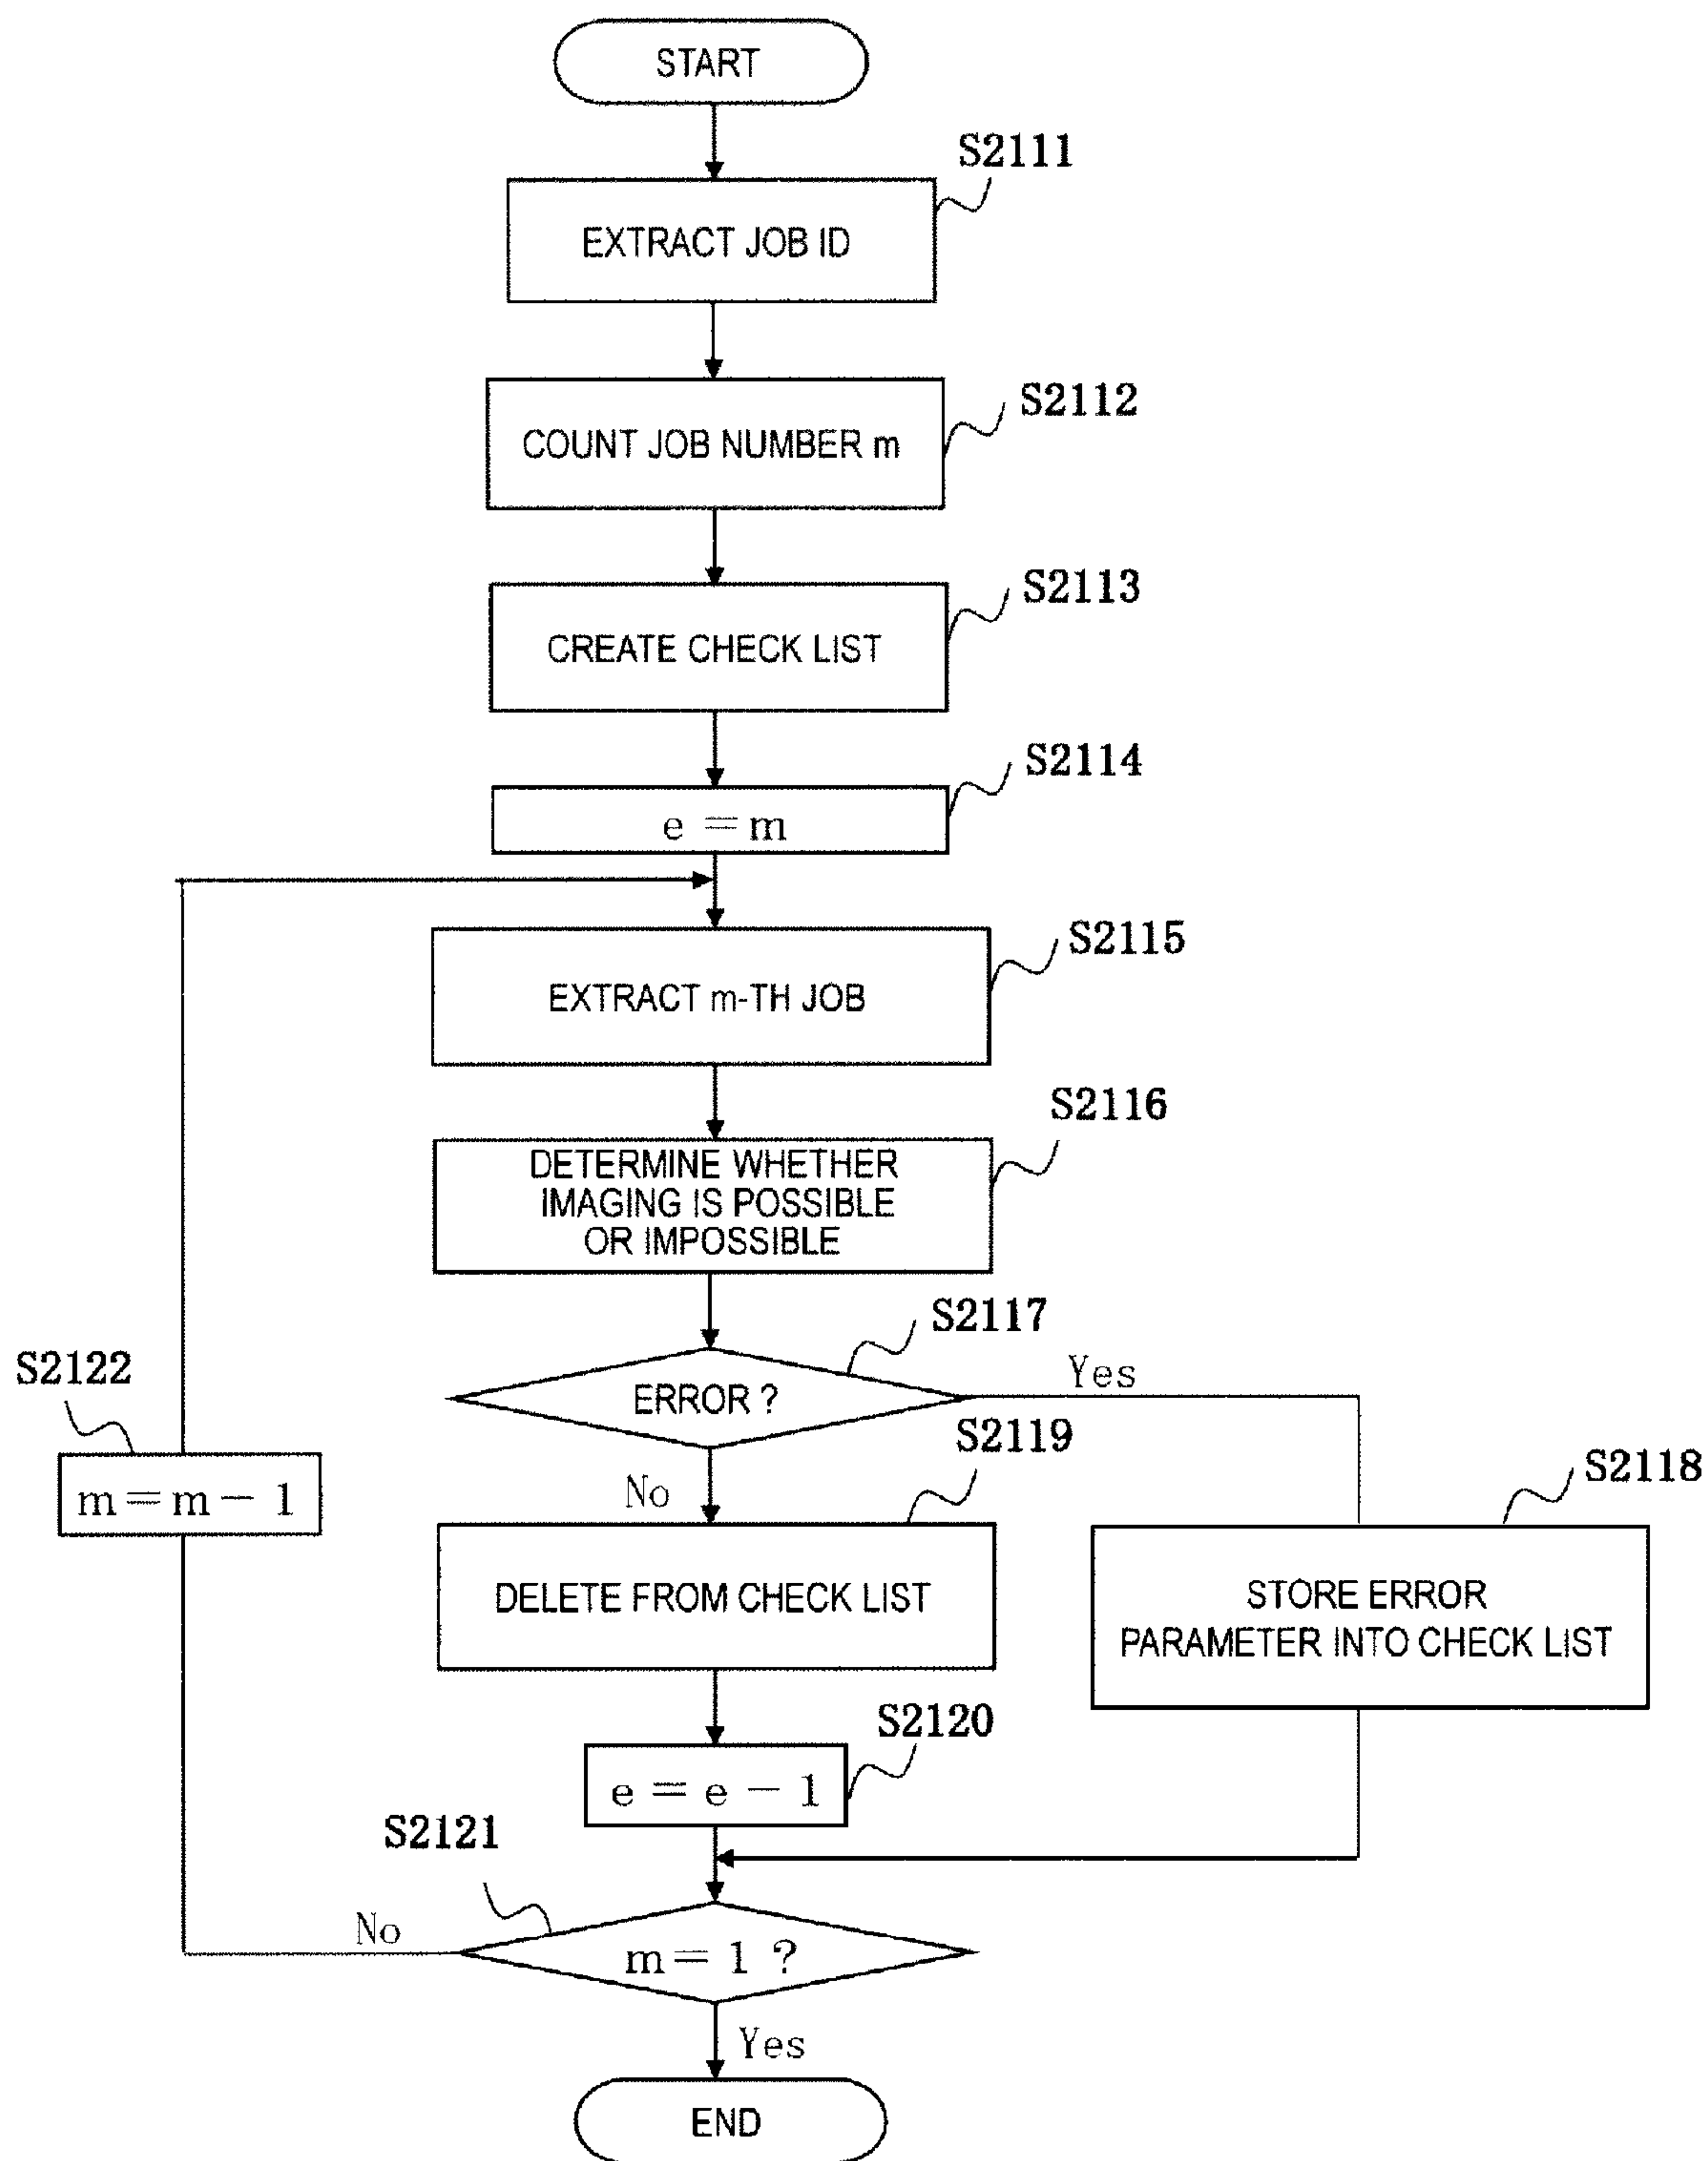 START
S2111
EXTRACT JOB ID
S2112
COUNT JOB NUMBER m
S2113
CREATE CHECK LIST
S2114
e = m
S2115
EXTRACT m-TH JOB
S2116
DETERMINE WHETHER
IMAGING IS POSSIBLE
OR IMPOSSIBLE
S2117
ERROR ?
Yes
No
S2122
m = m - 1
S2119
DELETE FROM CHECK LIST
S2118
STORE ERROR
PARAMETER INTO CHECK LIST
S2120
e = e - 1
S2121
m = 1 ?
No
Yes
END